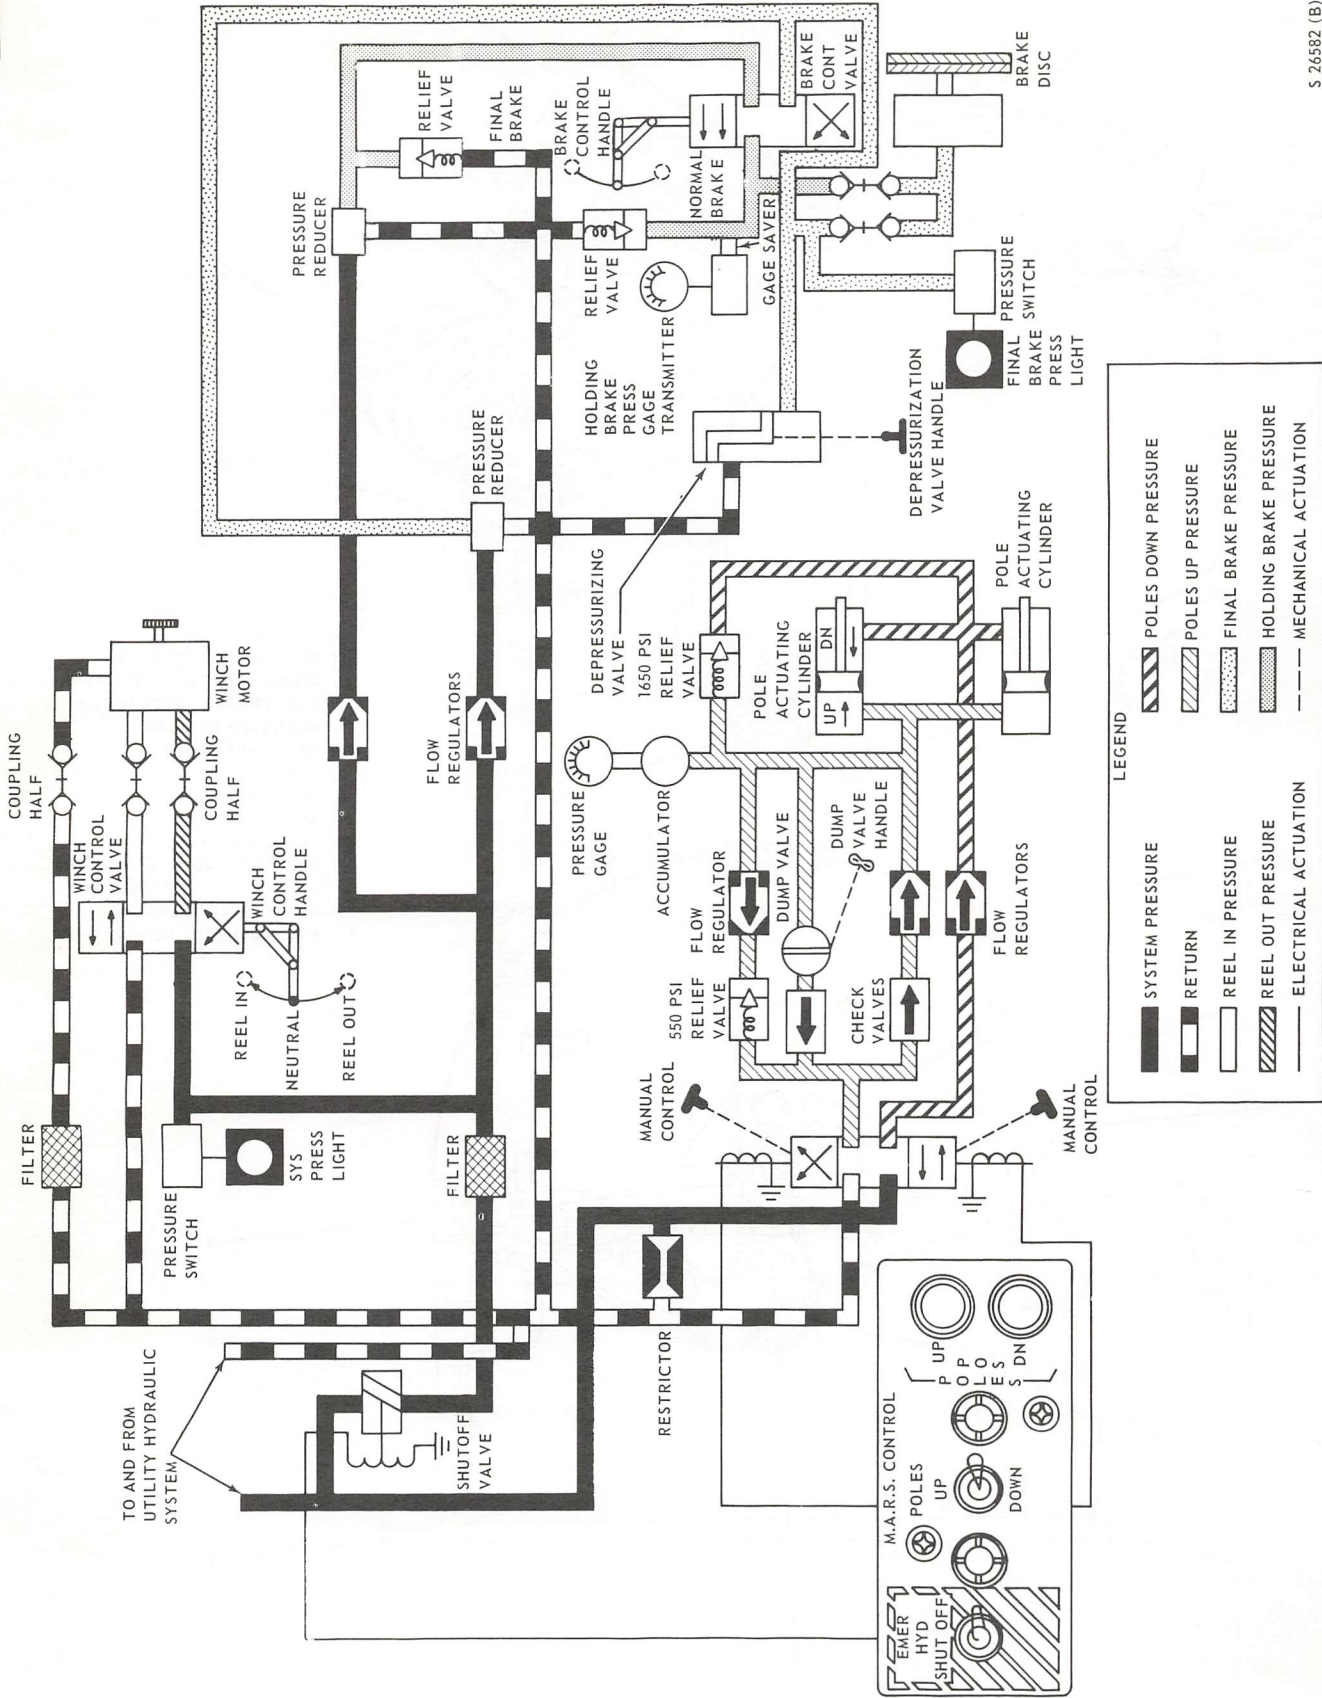 COUPLING
HALF
WINCH
CONTROL
VALVE
COUPLING
HALF
WINCH
MOTOR
WINCH
CONTROL
HANDLE
REEL IN
NEUTRAL
REEL OUT
FILTER
PRESSURE
SWITCH
SYS
PRESS
LIGHT
FILTER
TO AND FROM
UTILITY HYDRAULIC
SYSTEM
SHUTOFF
VALVE
RESTRICTOR
FLOW
REGULATORS
PRESSURE
REDUCER
PRESSURE
REDUCER
RELIEF
VALVE
FINAL
BRAKE
BRAKE
CONTROL
HANDLE
NORMAL
BRAKE
BRAKE
CONT
VALVE
BRAKE
DISC
RELIEF
VALVE
HOLDING
BRAKE
PRESS
GAGE
TRANSMITTER
GAGE SAVER
PRESSURE
SWITCH
FINAL
BRAKE
PRESS
LIGHT
DEPRESSURIZATION
VALVE HANDLE
DEPRESSURIZING
VALVE
1650 PSI
RELIEF
VALVE
PRESSURE
GAGE
ACCUMULATOR
POLE
ACTUATING
CYLINDER
UP
DN
POLE
ACTUATING
CYLINDER
FLOW
REGULATOR
DUMP VALVE
DUMP
VALVE
HANDLE
550 PSI
RELIEF
VALVE
CHECK
VALVES
FLOW
REGULATORS
MANUAL
CONTROL
MANUAL
CONTROL
M.A.R.S. CONTROL
EMER
HYD
SHUT OFF
POLES
UP
DOWN
POP
POLES
UP
DN
LEGEND
SYSTEM PRESSURE
RETURN
REEL IN PRESSURE
REEL OUT PRESSURE
ELECTRICAL ACTUATION
POLES DOWN PRESSURE
POLES UP PRESSURE
FINAL BRAKE PRESSURE
HOLDING BRAKE PRESSURE
MECHANICAL ACTUATION
S 26582 (B)